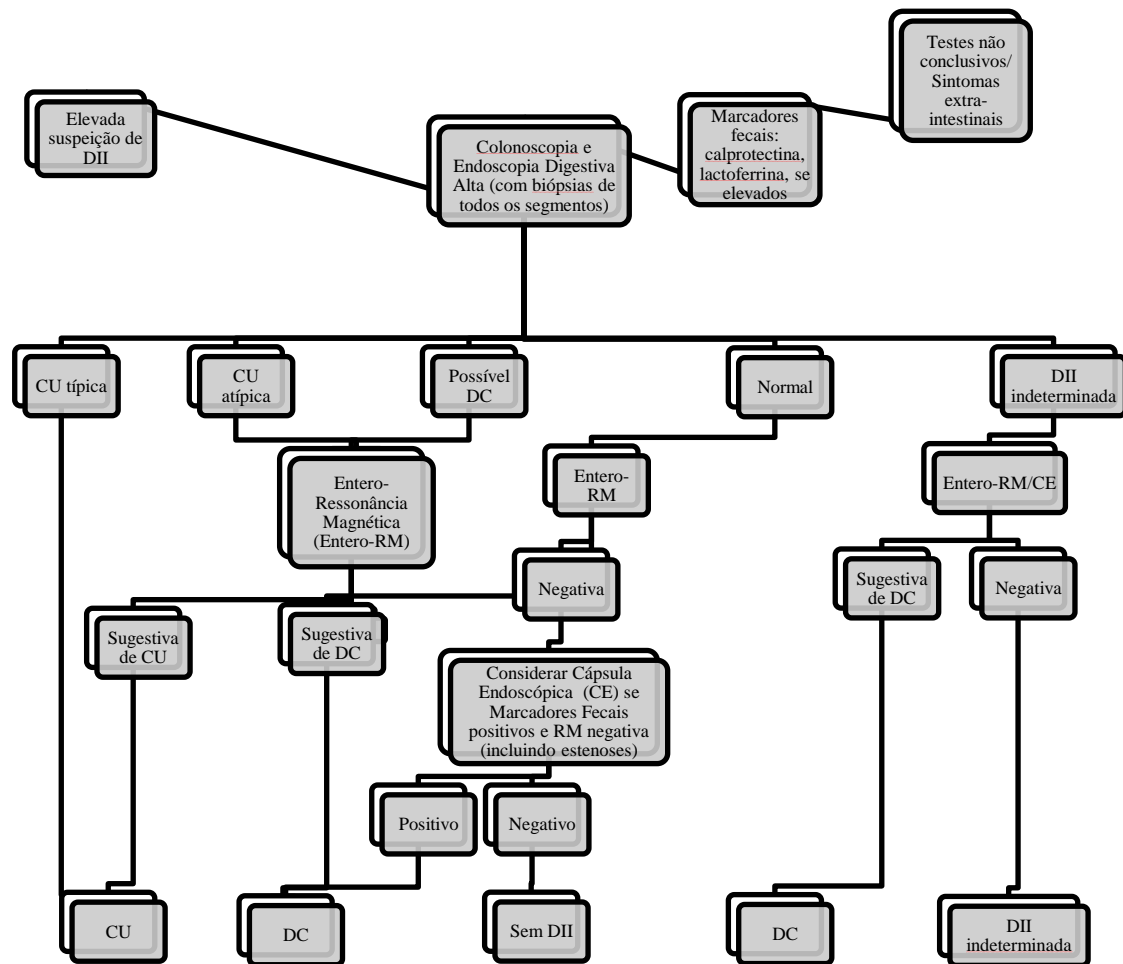 Testes não
conclusivos/
Sintomas
extra-
intestinais
Elevada
suspeição de
DII
Colonoscopia e
Endoscopia Digestiva
Alta (com biópsias de
todos os segmentos)
Marcadores
fecais:
calprotectina,
lactoferrina, se
elevados
CU típica
CU
atípica
Possível
DC
Normal
DII
indeterminada
Entero-
Ressonância
Magnética
(Entero-RM)
Entero-
RM
Entero-RM/CE
Negativa
Sugestiva
de DC
Negativa
Sugestiva
de CU
Sugestiva
de DC
Considerar Cápsula
Endoscópica (CE) se
Marcadores Fecais
positivos e RM negativa
(incluindo estenoses)
Positivo
Negativo
CU
DC
Sem DII
DC
DII
indeterminada